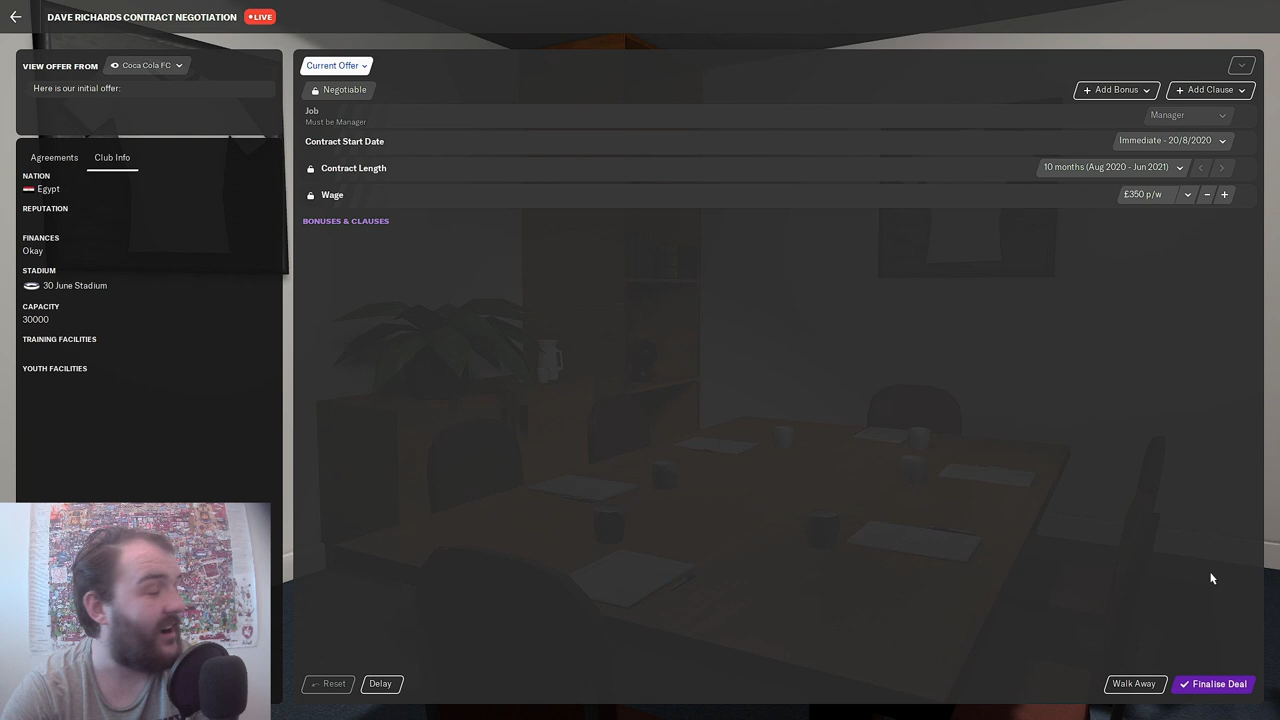 DAVE RICHARDS CONTRACT NEGOTIATION
LIVE
VIEW OFFER FROM
Coca Cola FC
Here is our initial offer:
Agreements
Club Info
NATION
Egypt
REPUTATION
FINANCES
Okay
STADIUM
30 June Stadium
CAPACITY
30000
TRAINING FACILITIES
YOUTH FACILITIES
Current Offer
Negotiable
+ Add Bonus
+ Add Clause
Job
Must be Manager
Manager
Contract Start Date
Immediate - 20/8/2020
Contract Length
10 months (Aug 2020 - Jun 2021)
Wage
£350 p/w
BONUSES & CLAUSES
Reset
Delay
Walk Away
Finalise Deal